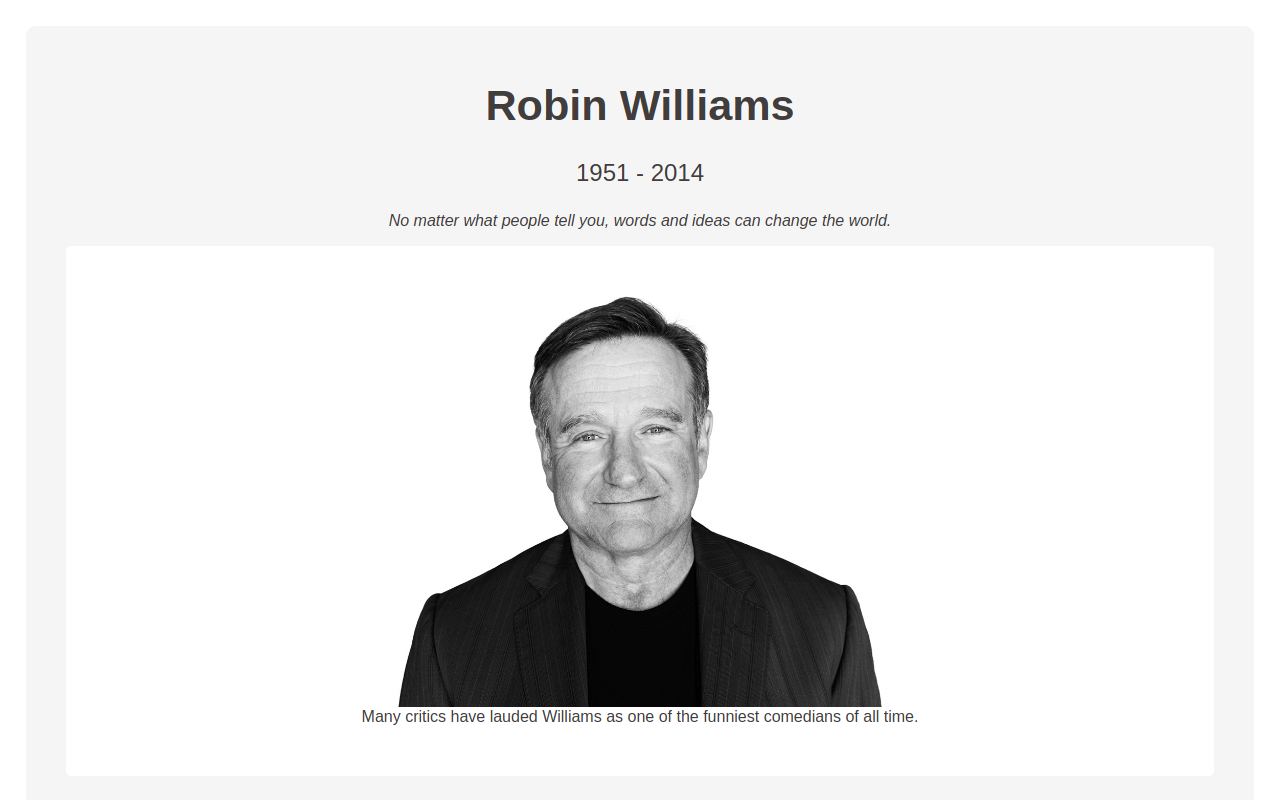 Robin Williams
1951 - 2014
No matter what people tell you, words and ideas can change the world.
Many critics have lauded Williams as one of the funniest comedians of all time.